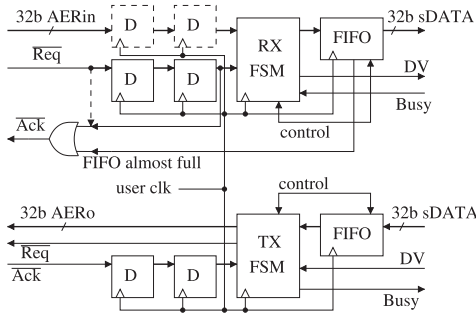 32b AERin
D
D
RX
FSM
FIFO
32b sDATA
Req
D
D
DV
Busy
control
Ack
FIFO almost full
user clk
control
32b AERo
TX
FSM
FIFO
32b sDATA
Req
Ack
D
D
DV
Busy